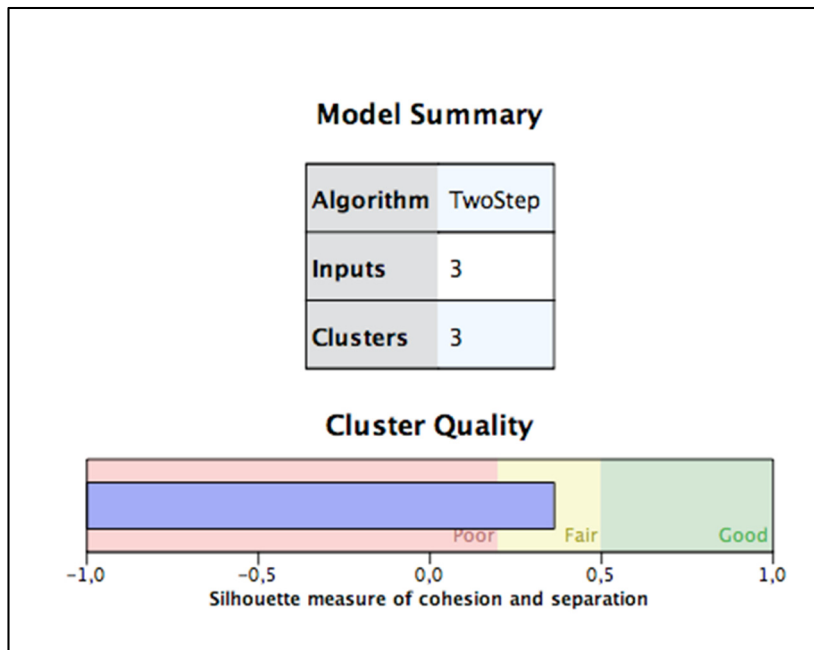 Model Summary
Algorithm TwoStep
Inputs 3
Clusters 3
Cluster Quality
Poor Fair Good
-1,0 -0,5 0,0 0,5 1,0
Silhouette measure of cohesion and separation